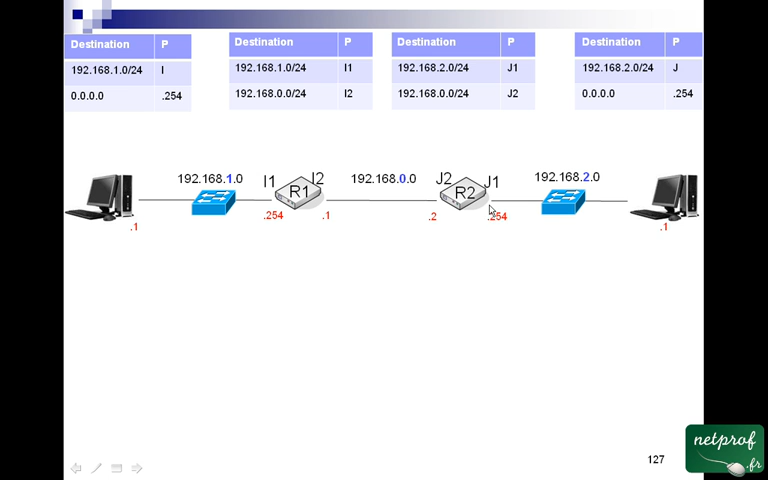 Destination P
192.168.1.0/24 I
0.0.0.0 .254
Destination P
192.168.1.0/24 I1
192.168.0.0/24 I2
Destination P
192.168.2.0/24 J1
192.168.0.0/24 J2
Destination P
192.168.2.0/24 J
0.0.0.0 .254
192.168.1.0 I1 R1 I2 192.168.0.0 J2 R2 J1 192.168.2.0
.1 .254 .1 .2 .254 .1
127
netprof
.fr